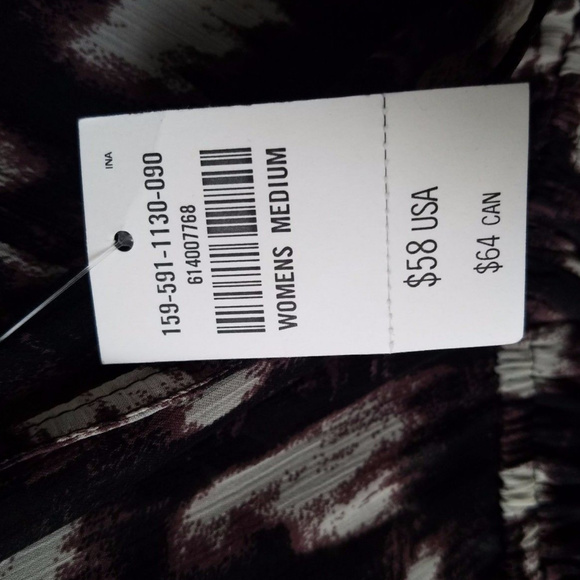 INA
159-591-1130-090
614007768
WOMENS MEDIUM
$58 USA
$64 CAN